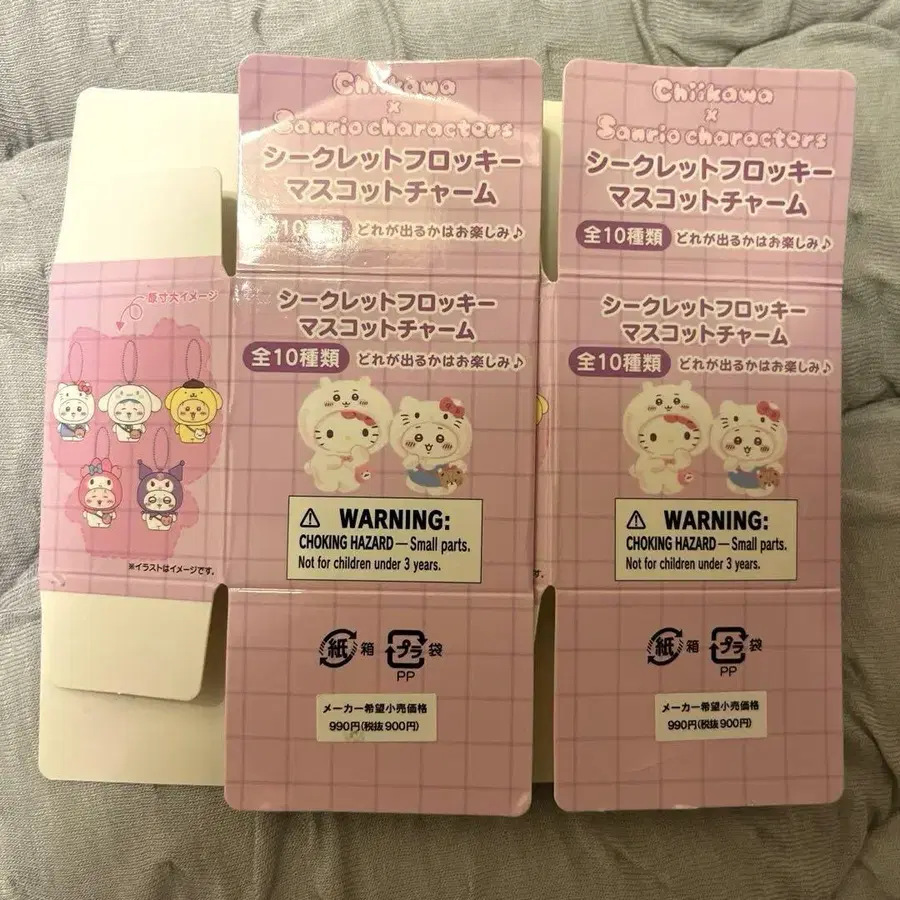 原寸大イメージ
※イラストはイメージです。
Chiikawa
×
Sanrio characters
シークレットフロッキー
マスコットチャーム
全10種類 どれが出るかはお楽しみ♪
シークレットフロッキー
マスコットチャーム
全10種類 どれが出るかはお楽しみ♪
WARNING:
CHOKING HAZARD — Small parts.
Not for children under 3 years.
紙 箱 プラ 袋
PP
メーカー希望小売価格
990円(税抜900円)
Chiikawa
×
Sanrio characters
シークレットフロッキー
マスコットチャーム
全10種類 どれが出るかはお楽しみ♪
シークレットフロッキー
マスコットチャーム
全10種類 どれが出るかはお楽しみ♪
WARNING:
CHOKING HAZARD — Small parts.
Not for children under 3 years.
紙 箱 プラ 袋
PP
メーカー希望小売価格
990円(税抜900円)
す。